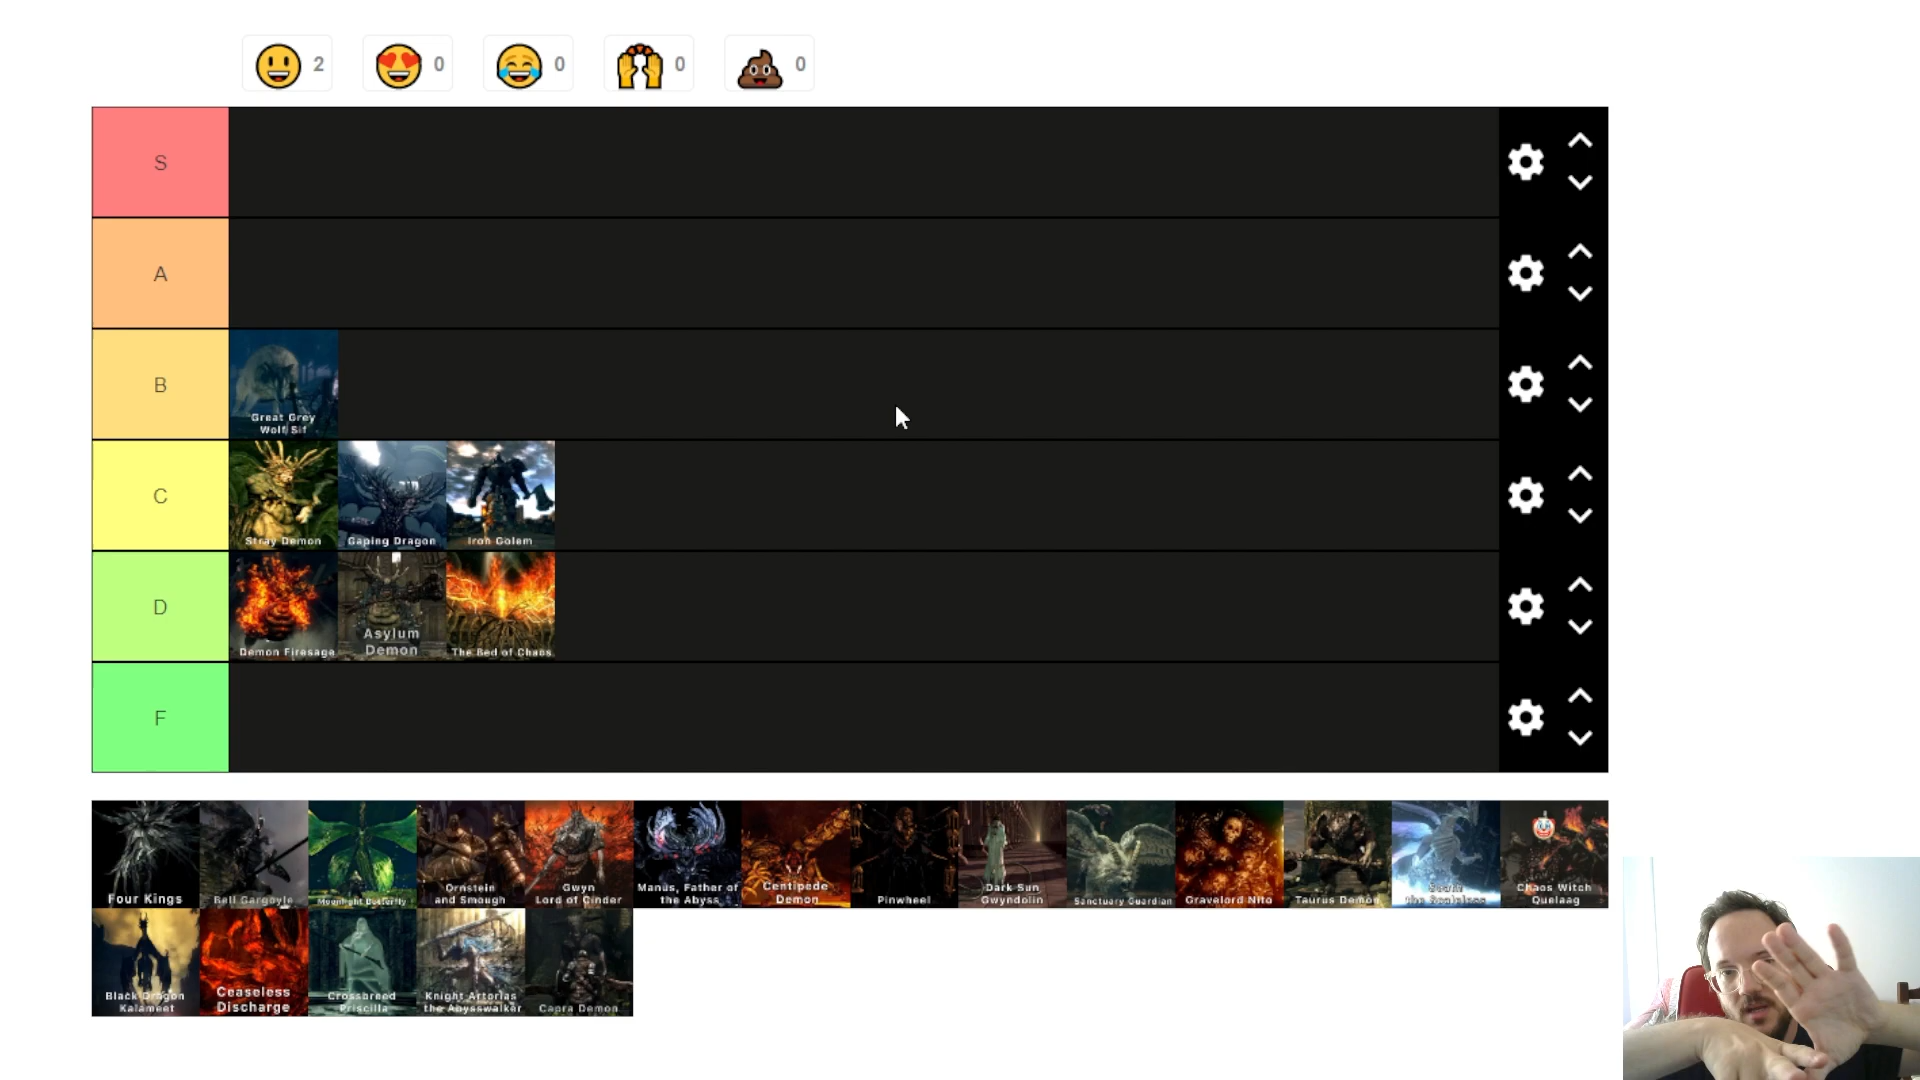 2 0 0 0 0
S
A
B
Great Grey
Wolf Sif
C
Stray Demon
Gaping Dragon
Iron Golem
D
Demon Firesage
Asylum
Demon
The Bed of Chaos
F
Four Kings
Bell Gargoyle
Moonlight Butterfly
Ornstein
and Smough
Gwyn
Lord of Cinder
Manus, Father of
the Abyss
Centipede
Demon
Pinwheel
Dark Sun
Gwyndolin
Sanctuary Guardian
Gravelord Nito
Taurus Demon
Seath
the Scaleless
Chaos Witch
Quelaag
Black Dragon
Kalameet
Ceaseless
Discharge
Crossbreed
Priscilla
Knight Artorias
the Abysswalker
Capra Demon